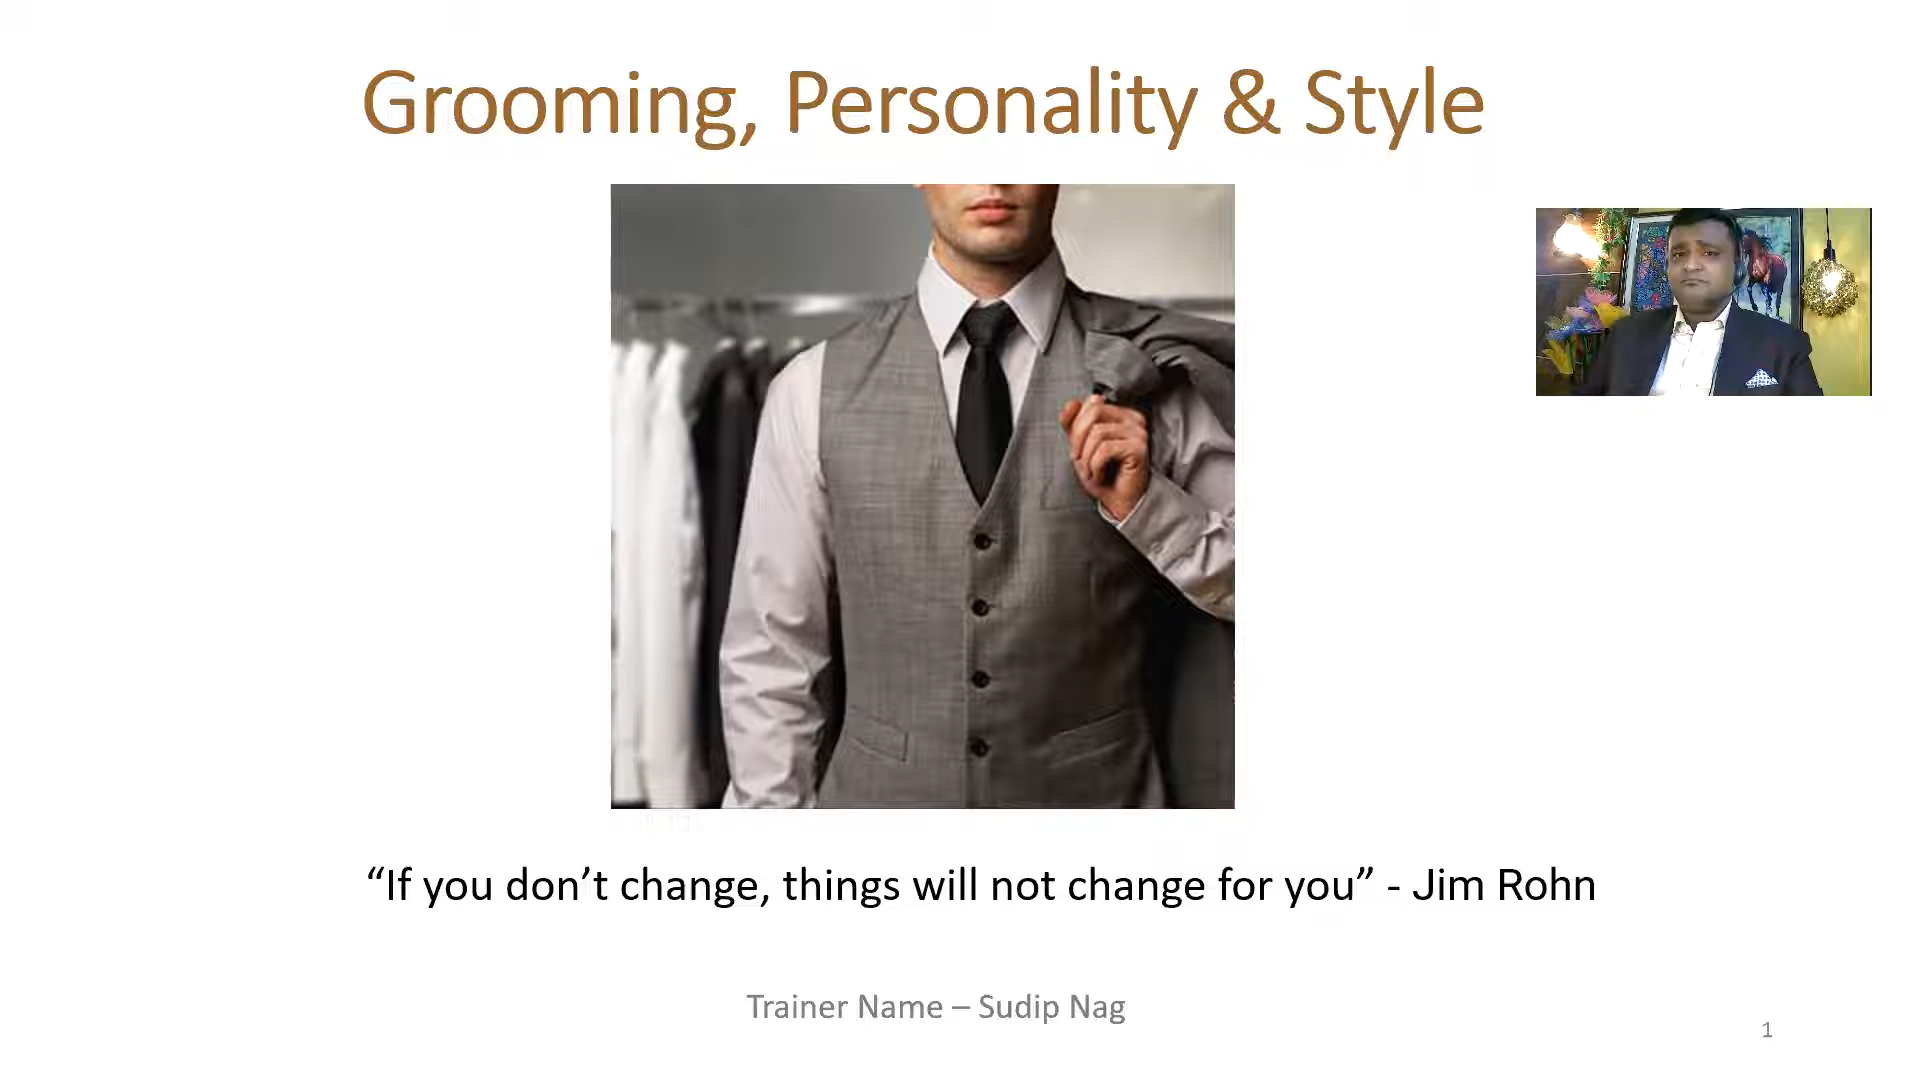 Grooming, Personality & Style
“If you don’t change, things will not change for you” - Jim Rohn
Trainer Name – Sudip Nag
1